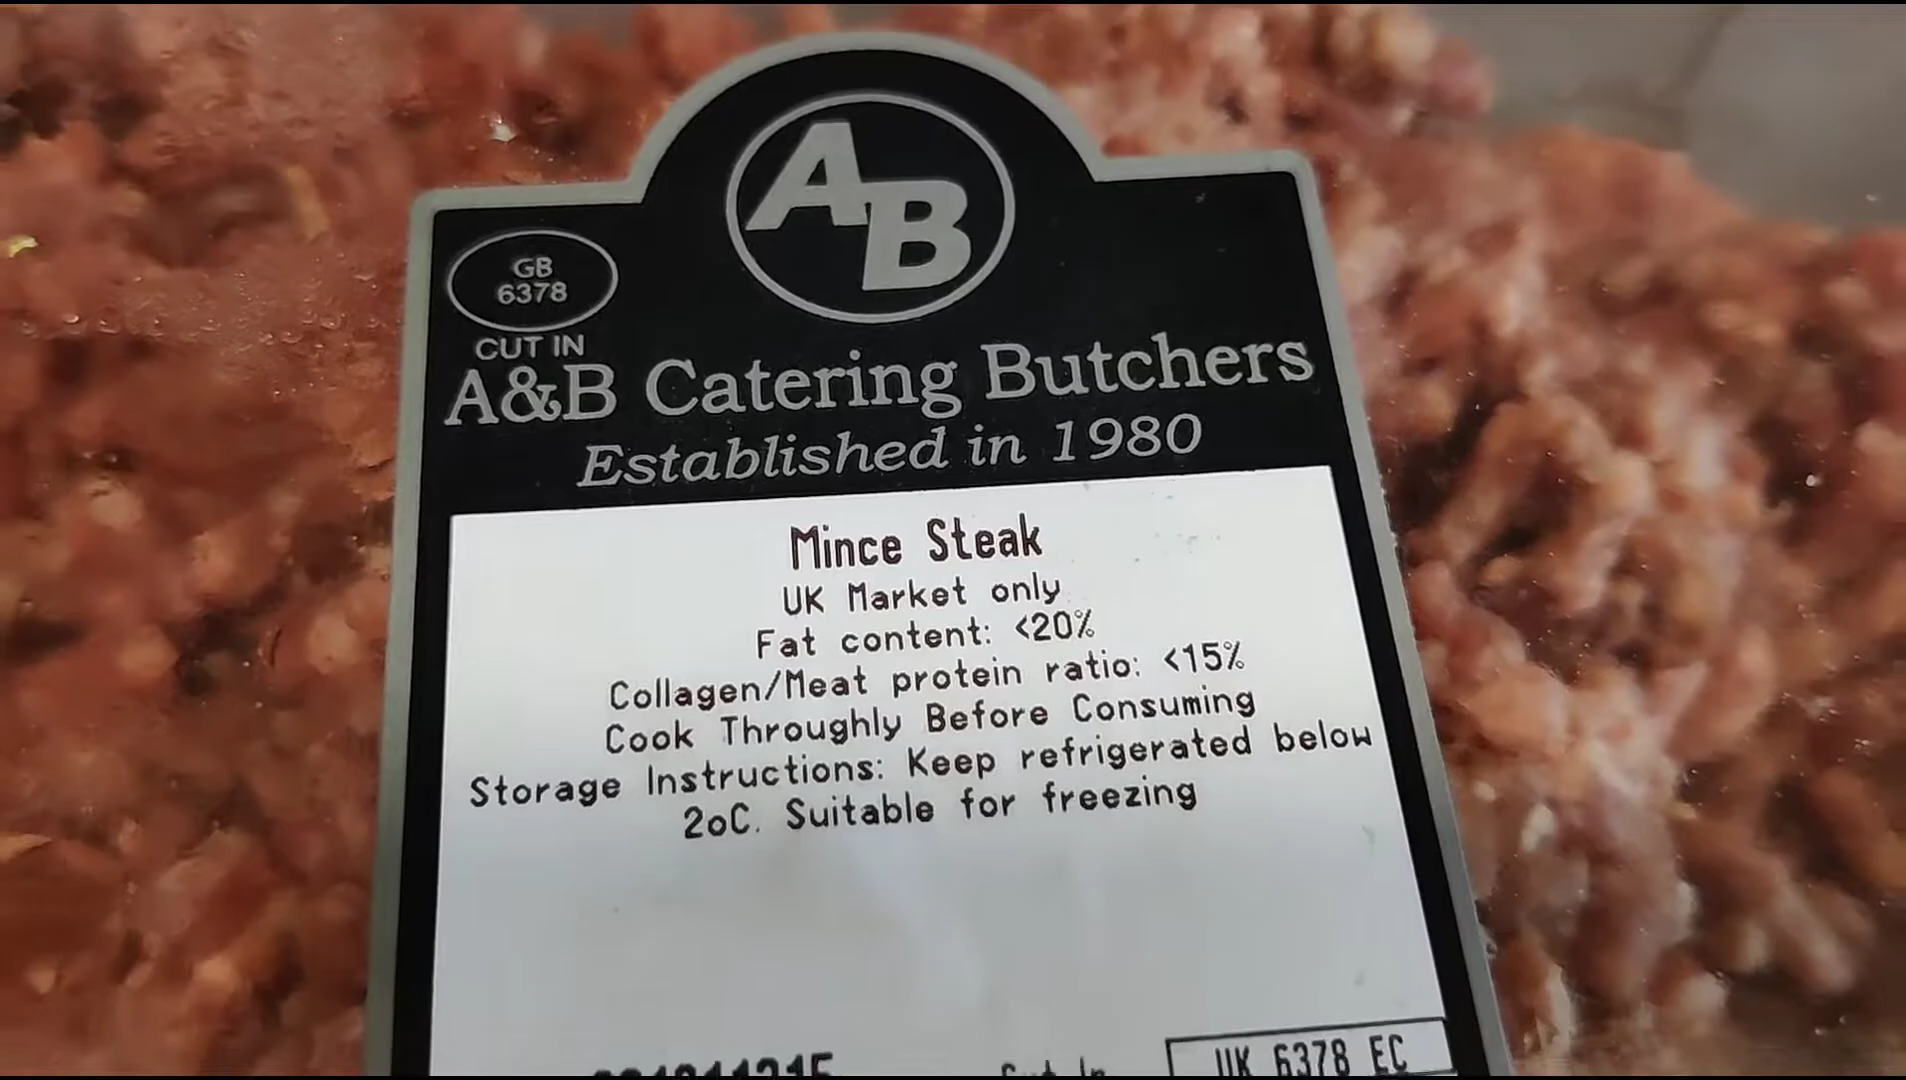 AB
GB
6378
CUT IN
A&B Catering Butchers
Established in 1980
Mince Steak
UK Market only
Fat content: <20%
Collagen/Meat protein ratio: <15%
Cook Throughly Before Consuming
Storage Instructions: Keep refrigerated below
2oC. Suitable for freezing
Cut In
UK 6378 EC